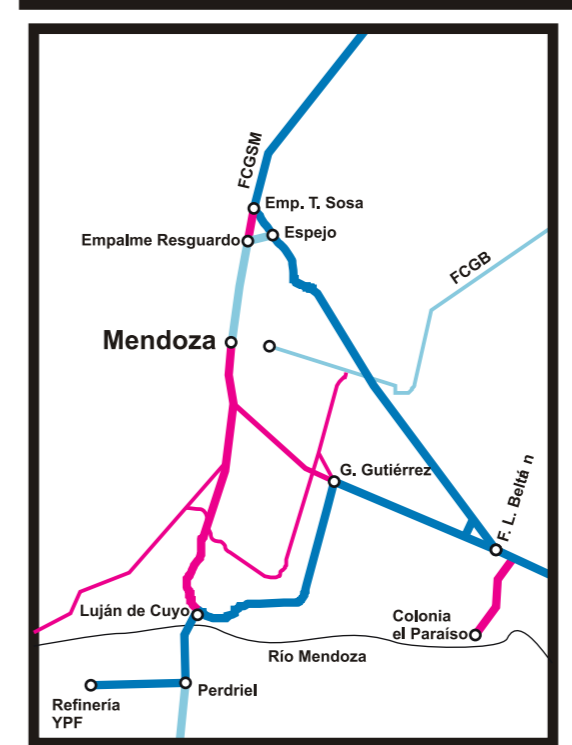 FCGSM
Emp. T. Sosa
Empalme Resguardo
Espejo
FCGB
Mendoza
G. Gutiérrez
F. L. Beltá n
Luján de Cuyo
Colonia
el Paraíso
Río Mendoza
Perdriel
Refinería
YPF